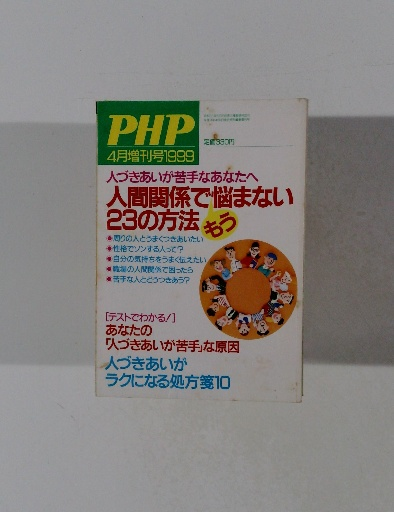 PHP
4月増刊号1999
定価330円
人づきあいが苦手なあなたへ
人間関係で悩まない
もう
23の方法
●周りの人とうまくつきあいたい
●性格でソンする人って?
●自分の気持ちをうまく伝えたい
●職場の人間関係で困ったら
●苦手な人とどうつきあう?
[テストでわかる!]
あなたの
「人づきあいが苦手」な原因
人づきあいが
ラクになる処方箋10